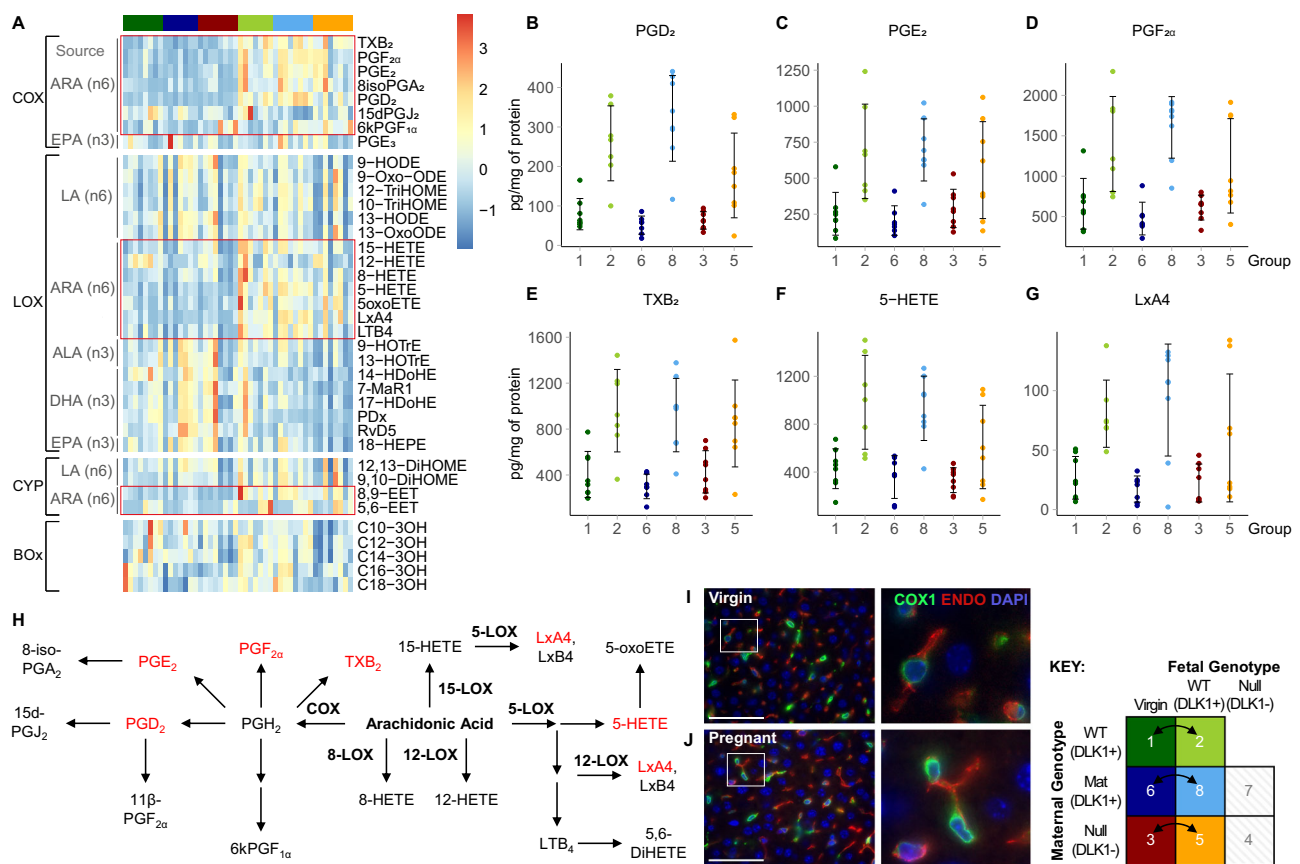 A
Source
COX
ARA (n6)
EPA (n3)
TXB₂
PGF₂α
PGE₂
8isoPGA₂
PGD₂
15dPGJ₂
6kPGF₁α
PGE₃
LOX
LA (n6)
9−HODE
9−Oxo−ODE
12−TriHOME
10−TriHOME
13−HODE
13−OxoODE
ARA (n6)
15−HETE
12−HETE
8−HETE
5−HETE
5oxoETE
LxA4
LTB4
ALA (n3)
9−HOTrE
13−HOTrE
DHA (n3)
14−HDoHE
7−MaR1
17−HDoHE
PDx
RvD5
EPA (n3)
18−HEPE
CYP
LA (n6)
12,13−DiHOME
9,10−DiHOME
ARA (n6)
8,9−EET
5,6−EET
BOx
C10−3OH
C12−3OH
C14−3OH
C16−3OH
C18−3OH
3
2
1
0
−1
B
PGD₂
pg/mg of protein
400
300
200
100
0
1 2 6 8 3 5
C
PGE₂
1250
1000
750
500
250
1 2 6 8 3 5
D
PGF₂α
2000
1500
1000
500
1 2 6 8 3 5 Group
E
TXB₂
pg/mg of protein
1600
1200
800
400
1 2 6 8 3 5
F
5−HETE
1200
800
400
1 2 6 8 3 5
G
LxA4
100
50
0
1 2 6 8 3 5 Group
H
8-iso-
PGA₂
PGE₂
PGF₂α
TXB₂
15-HETE
5-LOX
LxA4,
LxB4
5-oxoETE
15-LOX
15d-
PGJ₂
PGD₂
PGH₂
COX
Arachidonic Acid
5-LOX
5-HETE
8-LOX
12-LOX
12-LOX
LxA4,
LxB4
11β-
PGF₂α
8-HETE
12-HETE
6kPGF₁α
LTB₄
5,6-
DiHETE
I
Virgin
COX1 ENDO DAPI
J
Pregnant
KEY:
Fetal Genotype
WT
Null
Virgin
(DLK1+)
(DLK1-)
Maternal Genotype
WT
(DLK1+)
1 2
Mat
(DLK1+)
6 8 7
Null
(DLK1-)
3 5 4